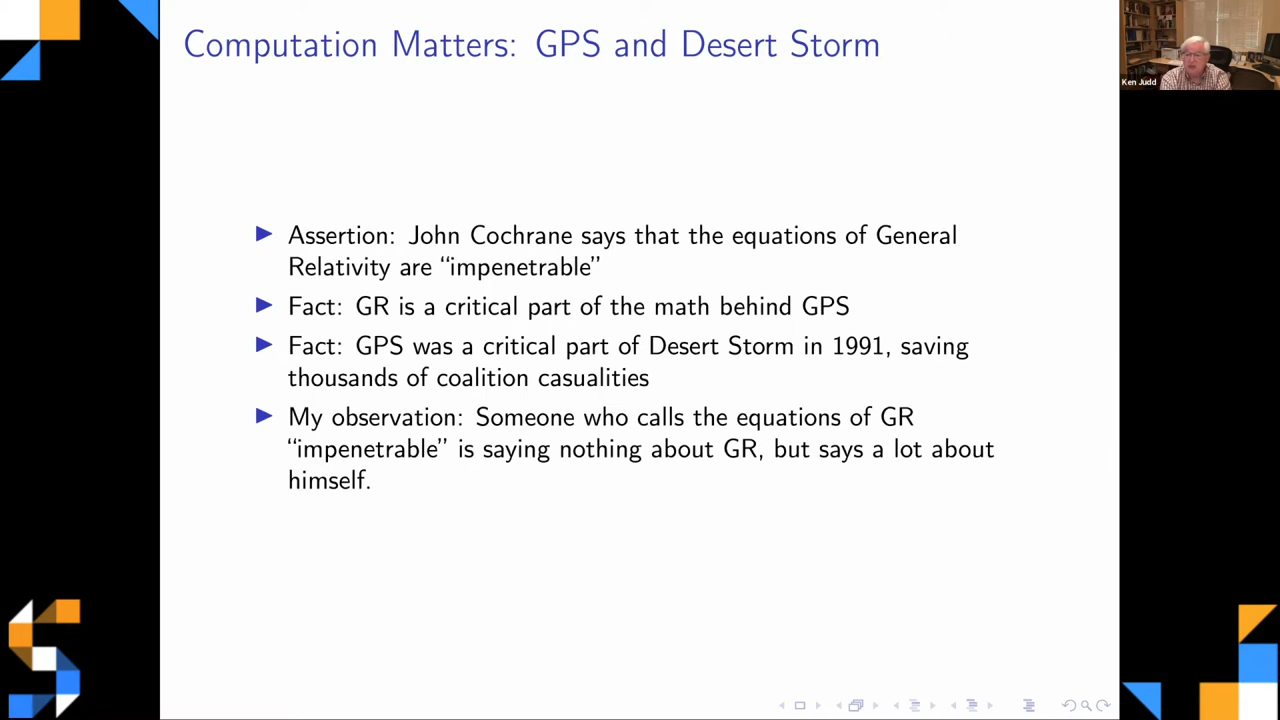 Computation Matters: GPS and Desert Storm
Ken Judd
Assertion: John Cochrane says that the equations of General
Relativity are “impenetrable”
Fact: GR is a critical part of the math behind GPS
Fact: GPS was a critical part of Desert Storm in 1991, saving
thousands of coalition casualities
My observation: Someone who calls the equations of GR
“impenetrable” is saying nothing about GR, but says a lot about
himself.